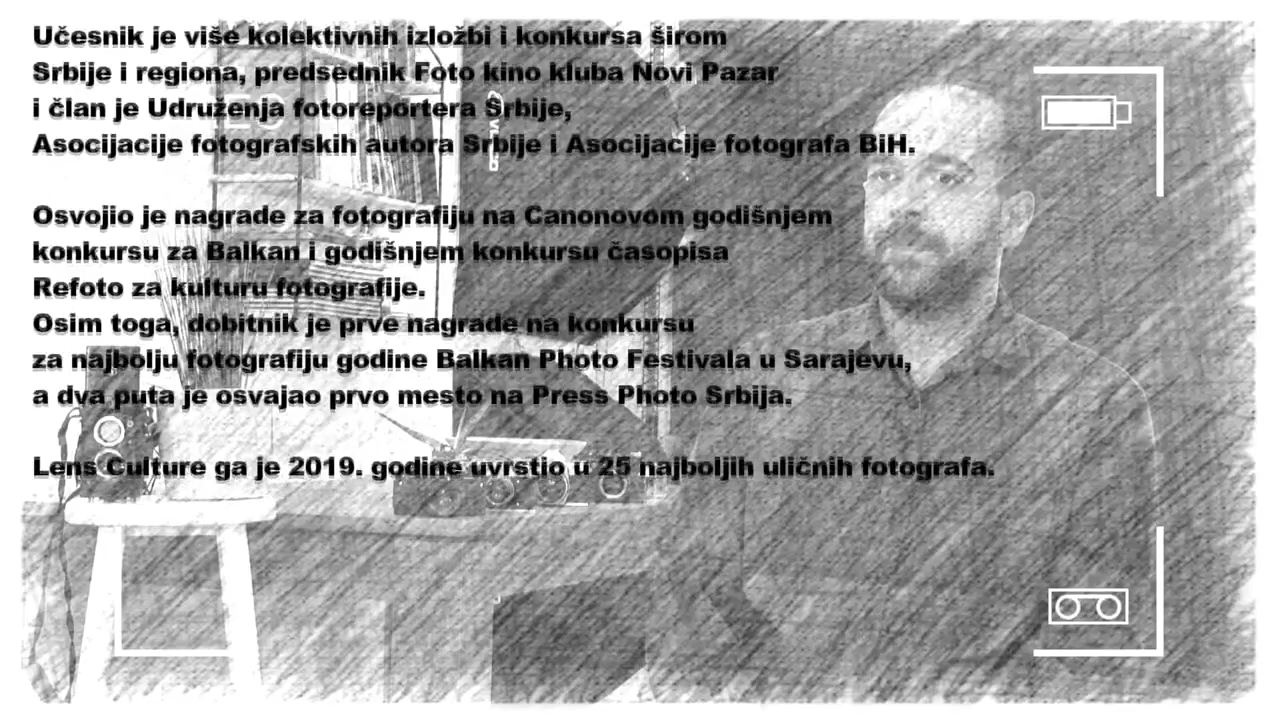 Učesnik je više kolektivnih izložbi i konkursa širom
Srbije i regiona, predsednik Foto kino kluba Novi Pazar
i član je Udruženja fotoreportera Srbije,
Asocijacije fotografskih autora Srbije i Asocijacije fotografa BiH.
Osvojio je nagrade za fotografiju na Canonovom godišnjem
konkursu za Balkan i godišnjem konkursu časopisa
Refoto za kulturu fotografije.
Osim toga, dobitnik je prve nagrade na konkursu
za najbolju fotografiju godine Balkan Photo Festivala u Sarajevu,
a dva puta je osvajao prvo mesto na Press Photo Srbija.
Lens Culture ga je 2019. godine uvrstio u 25 najboljih uličnih fotografa.